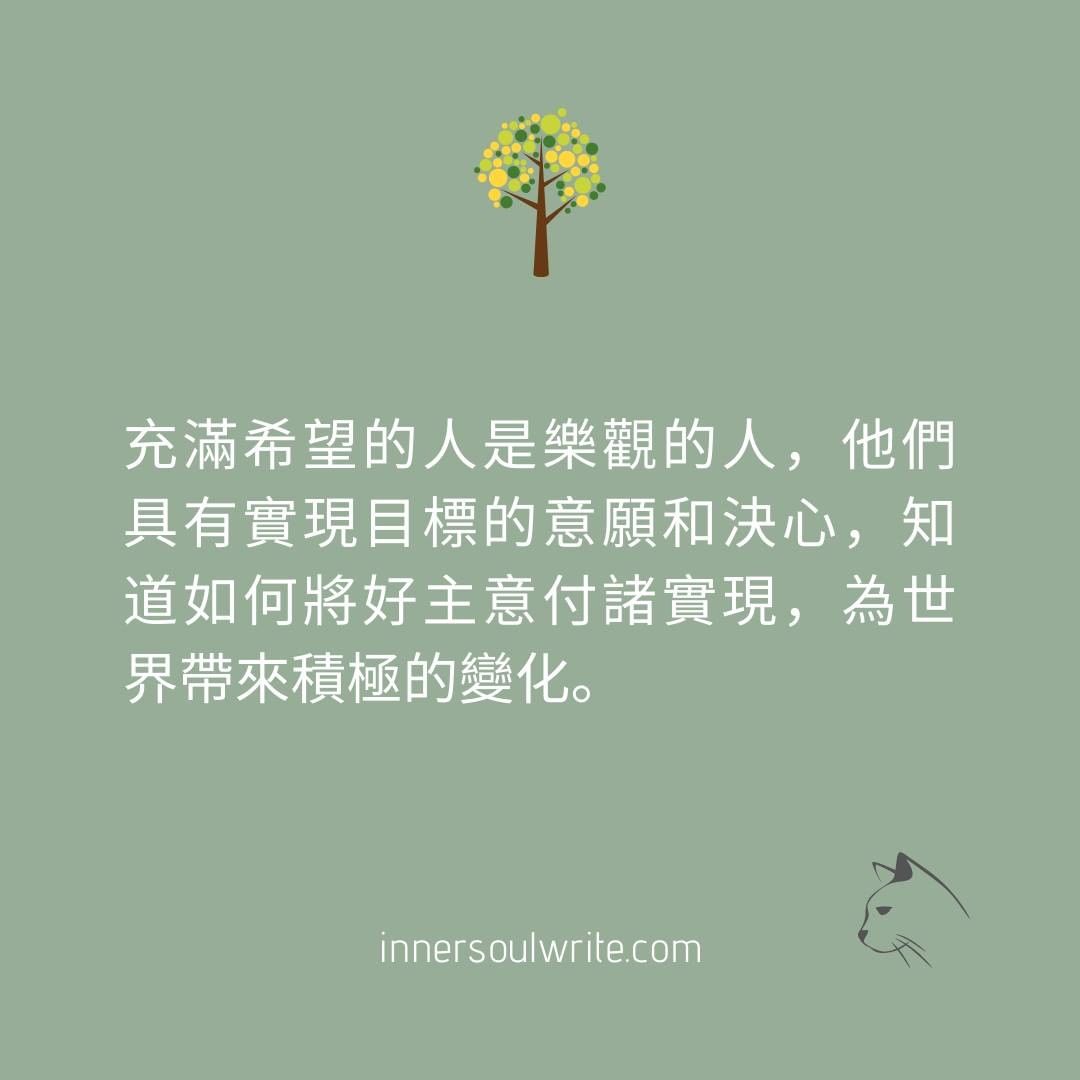 充滿希望的人是樂觀的人，他們
具有實現目標的意願和決心，知
道如何將好主意付諸實現，為世
界帶來積極的變化。
innersoulwrite.com